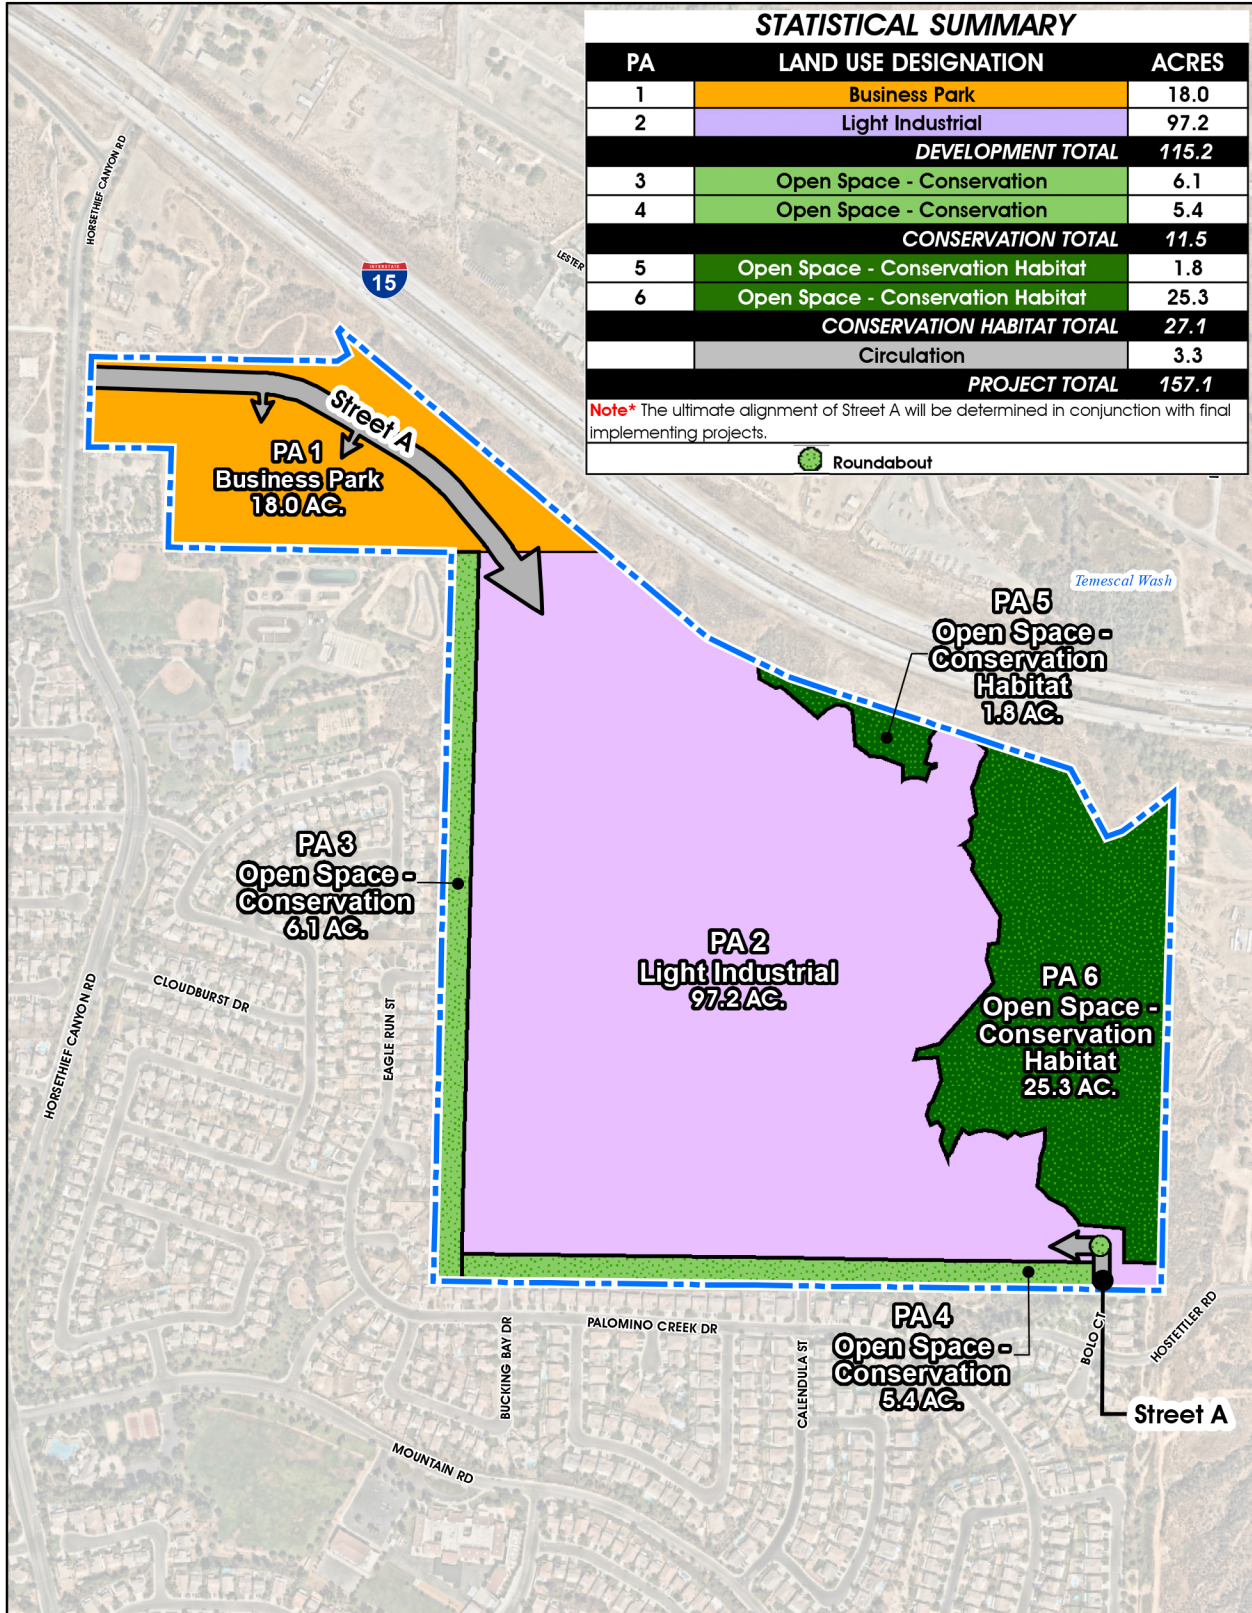 STATISTICAL SUMMARY
PA LAND USE DESIGNATION ACRES
1 Business Park 18.0
2 Light Industrial 97.2
DEVELOPMENT TOTAL 115.2
3 Open Space - Conservation 6.1
4 Open Space - Conservation 5.4
CONSERVATION TOTAL 11.5
5 Open Space - Conservation Habitat 1.8
6 Open Space - Conservation Habitat 25.3
CONSERVATION HABITAT TOTAL 27.1
Circulation 3.3
PROJECT TOTAL 157.1
Note* The ultimate alignment of Street A will be determined in conjunction with final
implementing projects.
Roundabout
HORSETHIEF CANYON RD
LESTER
INTERSTATE
15
Street A
PA 1
Business Park
18.0 AC.
Temescal Wash
PA 5
Open Space -
Conservation
Habitat
1.8 AC.
PA 3
Open Space -
Conservation
6.1 AC.
PA 2
Light Industrial
97.2 AC.
PA 6
Open Space -
Conservation
Habitat
25.3 AC.
CLOUDBURST DR
EAGLE RUN ST
HORSETHIEF CANYON RD
PA 4
Open Space -
Conservation
5.4 AC.
PALOMINO CREEK DR
BUCKING BAY DR
CALENDULA ST
BOLO CT
HOSTETTLER RD
Street A
MOUNTAIN RD